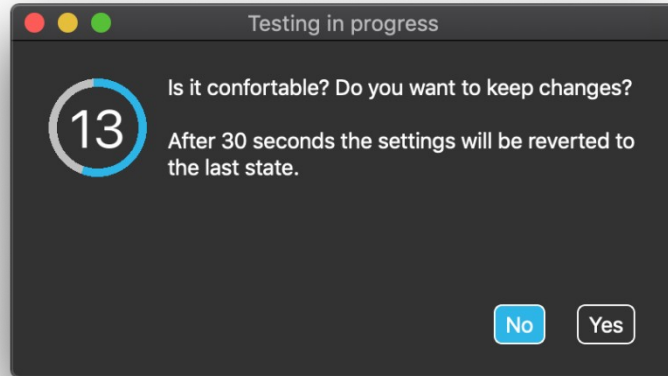 Testing in progress
Is it confortable? Do you want to keep changes?
13
After 30 seconds the settings will be reverted to
the last state.
No
Yes